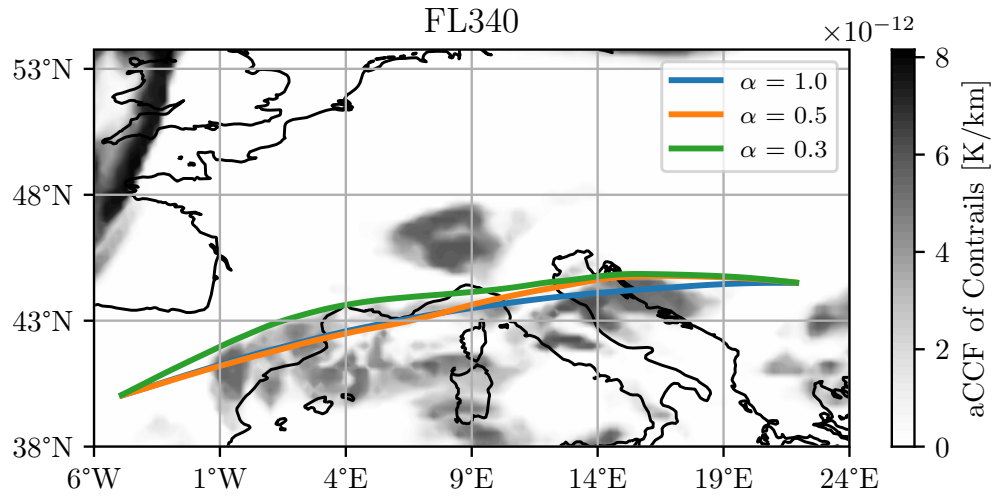 FL340
×10⁻¹²
53°N
48°N
43°N
38°N
6°W
1°W
4°E
9°E
14°E
19°E
24°E
α = 1.0
α = 0.5
α = 0.3
8
6
4
2
0
aCCF of Contrails [K/km]